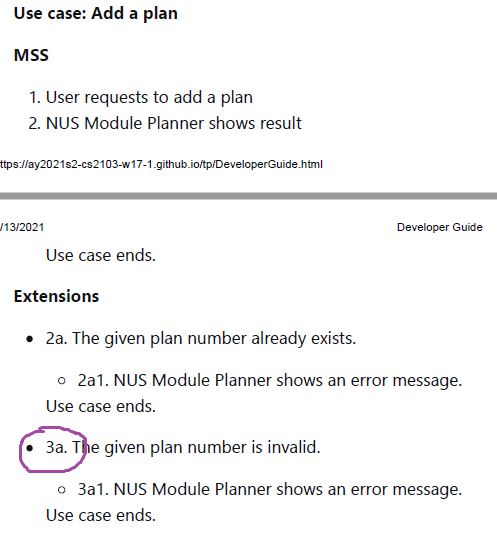 Use case: Add a plan
MSS
1. User requests to add a plan
2. NUS Module Planner shows result
ttps://ay2021s2-cs2103-w17-1.github.io/tp/DeveloperGuide.html
/13/2021 Developer Guide
Use case ends.
Extensions
• 2a. The given plan number already exists.
○ 2a1. NUS Module Planner shows an error message.
Use case ends.
• 3a. The given plan number is invalid.
○ 3a1. NUS Module Planner shows an error message.
Use case ends.